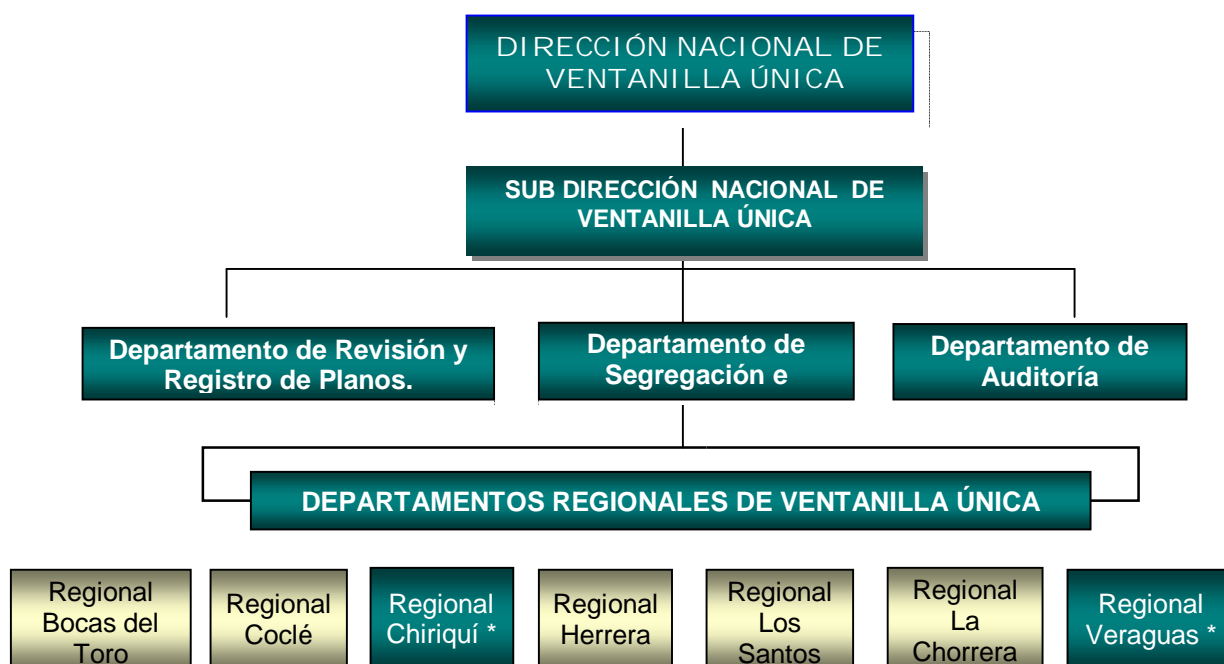 DIRECCIÓN NACIONAL DE
VENTANILLA ÚNICA
SUB DIRECCIÓN NACIONAL DE
VENTANILLA ÚNICA
Departamento de Revisión y
Registro de Planos.
Departamento de
Segregación e
Departamento de
Auditoría
DEPARTAMENTOS REGIONALES DE VENTANILLA ÚNICA
Regional
Bocas del
Toro
Regional
Coclé
Regional
Chiriquí *
Regional
Herrera
Regional
Los
Santos
Regional
La
Chorrera
Regional
Veraguas *